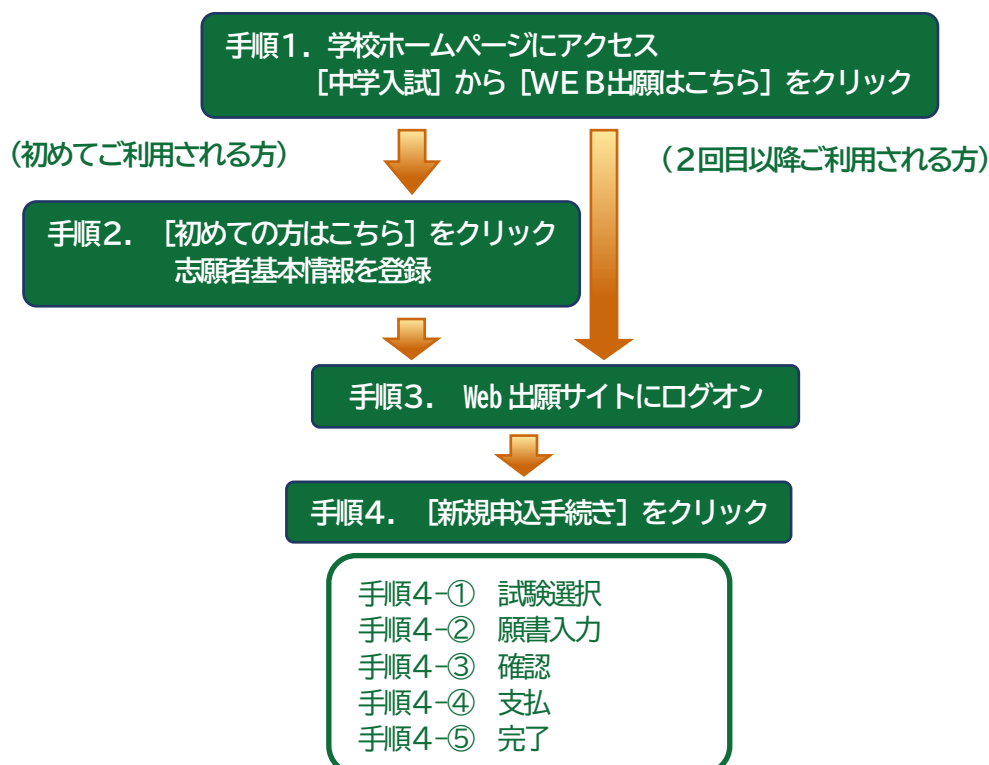 手順1．学校ホームページにアクセス
［中学入試］から［WEB出願はこちら］をクリック
（初めてご利用される方）
（2回目以降ご利用される方）
手順2．［初めての方はこちら］をクリック
志願者基本情報を登録
手順3．Web出願サイトにログオン
手順4．［新規申込手続き］をクリック
手順4-① 試験選択
手順4-② 願書入力
手順4-③ 確認
手順4-④ 支払
手順4-⑤ 完了